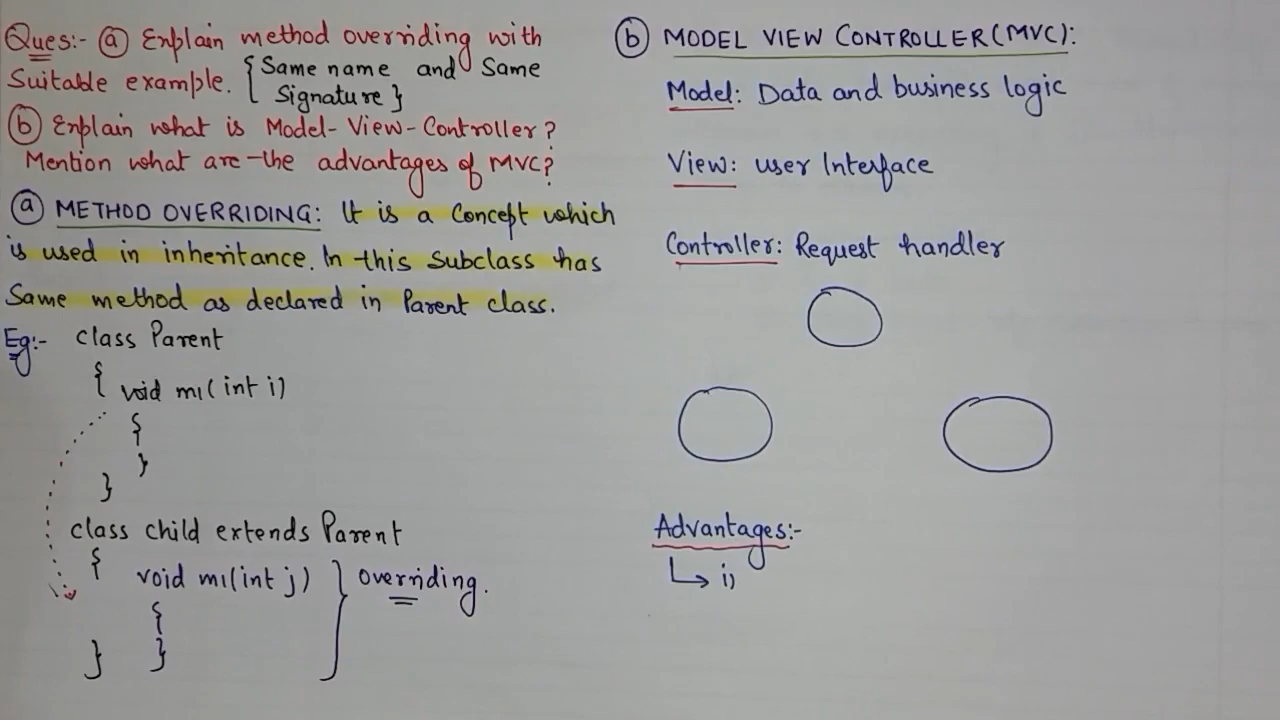 Ques:- (a) Explain method overriding with
Suitable example. { Same name and Same
Signature }
(b) Explain what is Model-View-Controller?
Mention what are the advantages of MVC?
(a) METHOD OVERRIDING: It is a Concept which
is used in inheritance. In this Subclass has
Same method as declared in Parent class.
Eg:- class Parent
{ void m1(int i)
{
}
}
class child extends Parent
{ void m1(int j) } overriding.
{
} }
(b) MODEL VIEW CONTROLLER(MVC):
Model: Data and business logic
View: user Interface
Controller: Request handler
Advantages:-
↳ i)